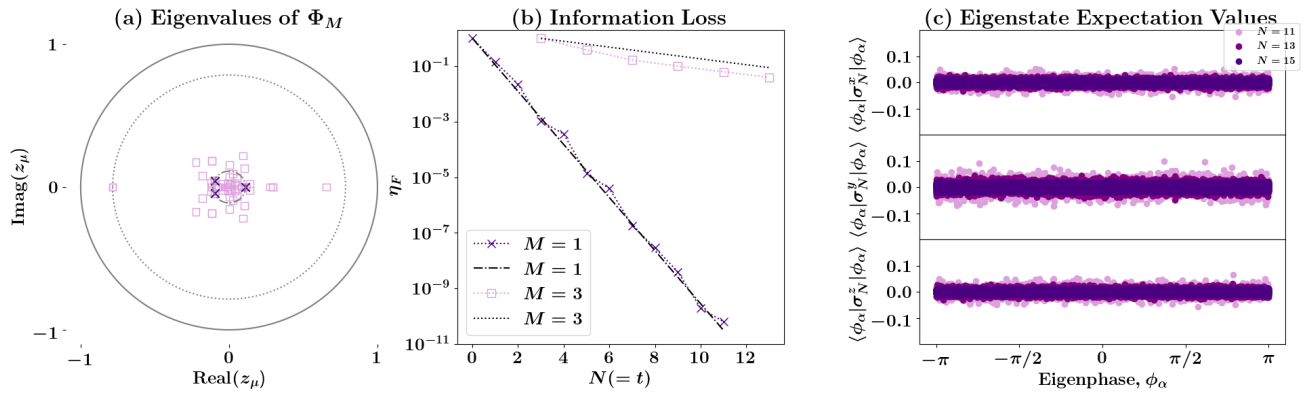 (a) Eigenvalues of Φ_M
1
0
−1
Imag(z_μ)
−1 0 1
Real(z_μ)
(b) Information Loss
10^{−1}
10^{−3}
10^{−5}
10^{−7}
10^{−9}
10^{−11}
η_F
M = 1
M = 1
M = 3
M = 3
0 2 4 6 8 10 12
N(= t)
(c) Eigenstate Expectation Values
N = 11
N = 13
N = 15
0.1
0.0
−0.1
⟨ϕ_α|σ_N^x|ϕ_α⟩
0.1
0.0
−0.1
⟨ϕ_α|σ_N^y|ϕ_α⟩
0.1
0.0
−0.1
⟨ϕ_α|σ_N^z|ϕ_α⟩
−π −π/2 0 π/2 π
Eigenphase, ϕ_α